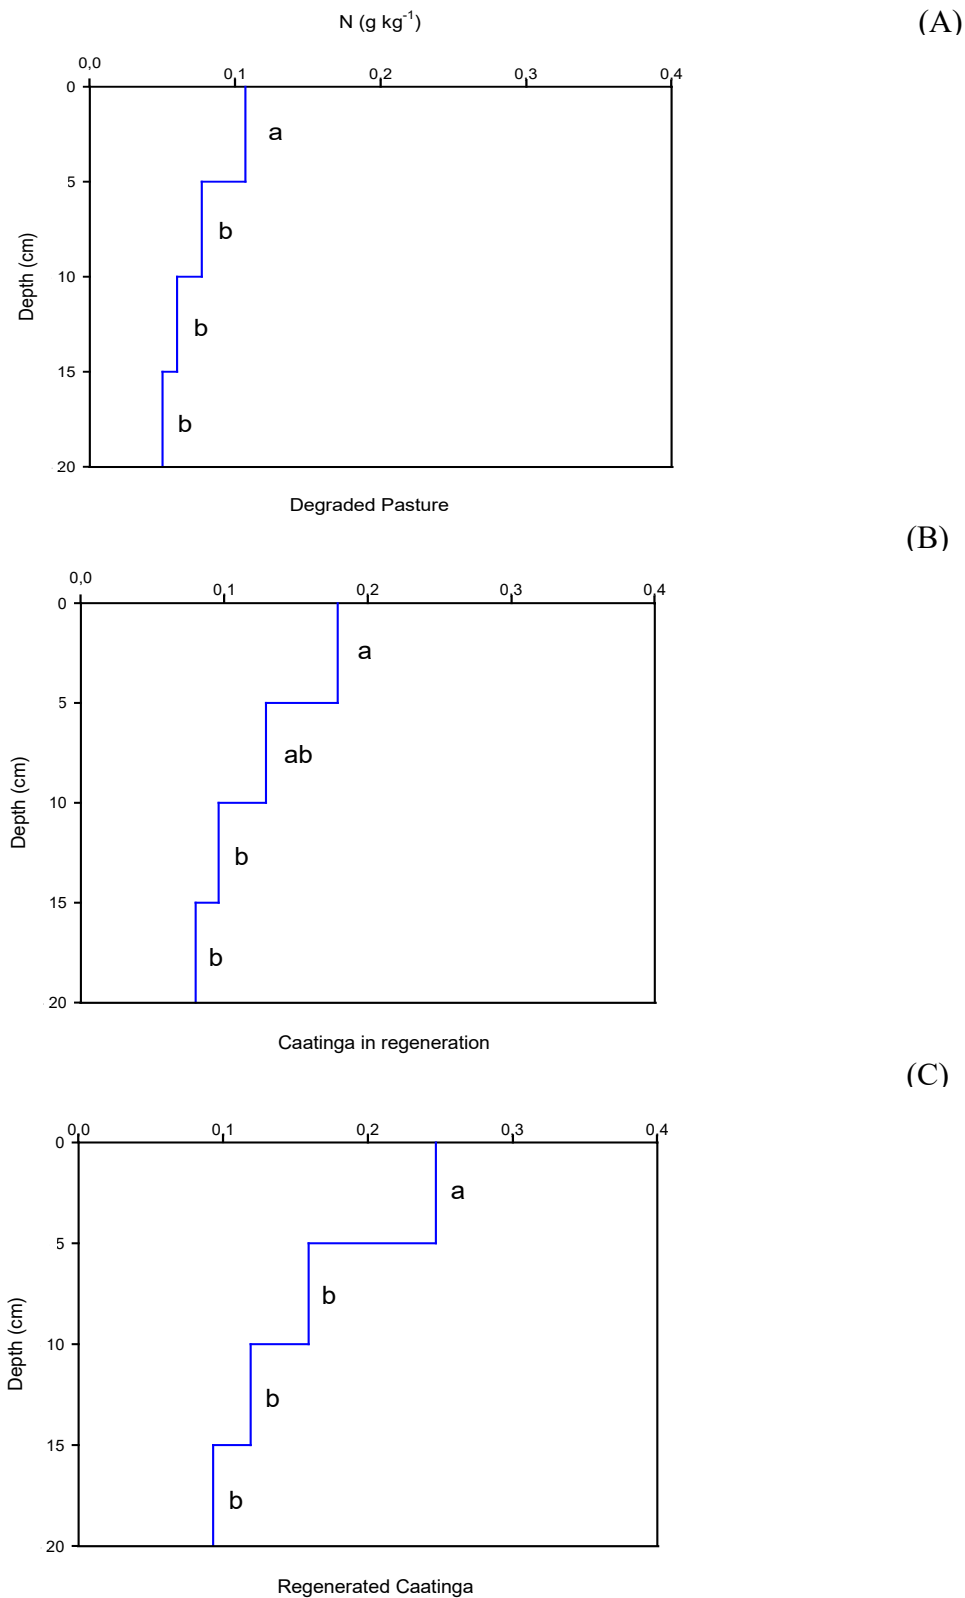 N (g kg⁻¹)
(A)
0,0 0,1 0,2 0,3 0,4
0
a
5
b
10
b
15
b
20
Depth (cm)
Degraded Pasture
(B)
0,0 0,1 0,2 0,3 0,4
0
a
5
ab
10
b
15
b
20
Depth (cm)
Caatinga in regeneration
(C)
0,0 0,1 0,2 0,3 0,4
0
a
5
b
10
b
15
b
20
Depth (cm)
Regenerated Caatinga